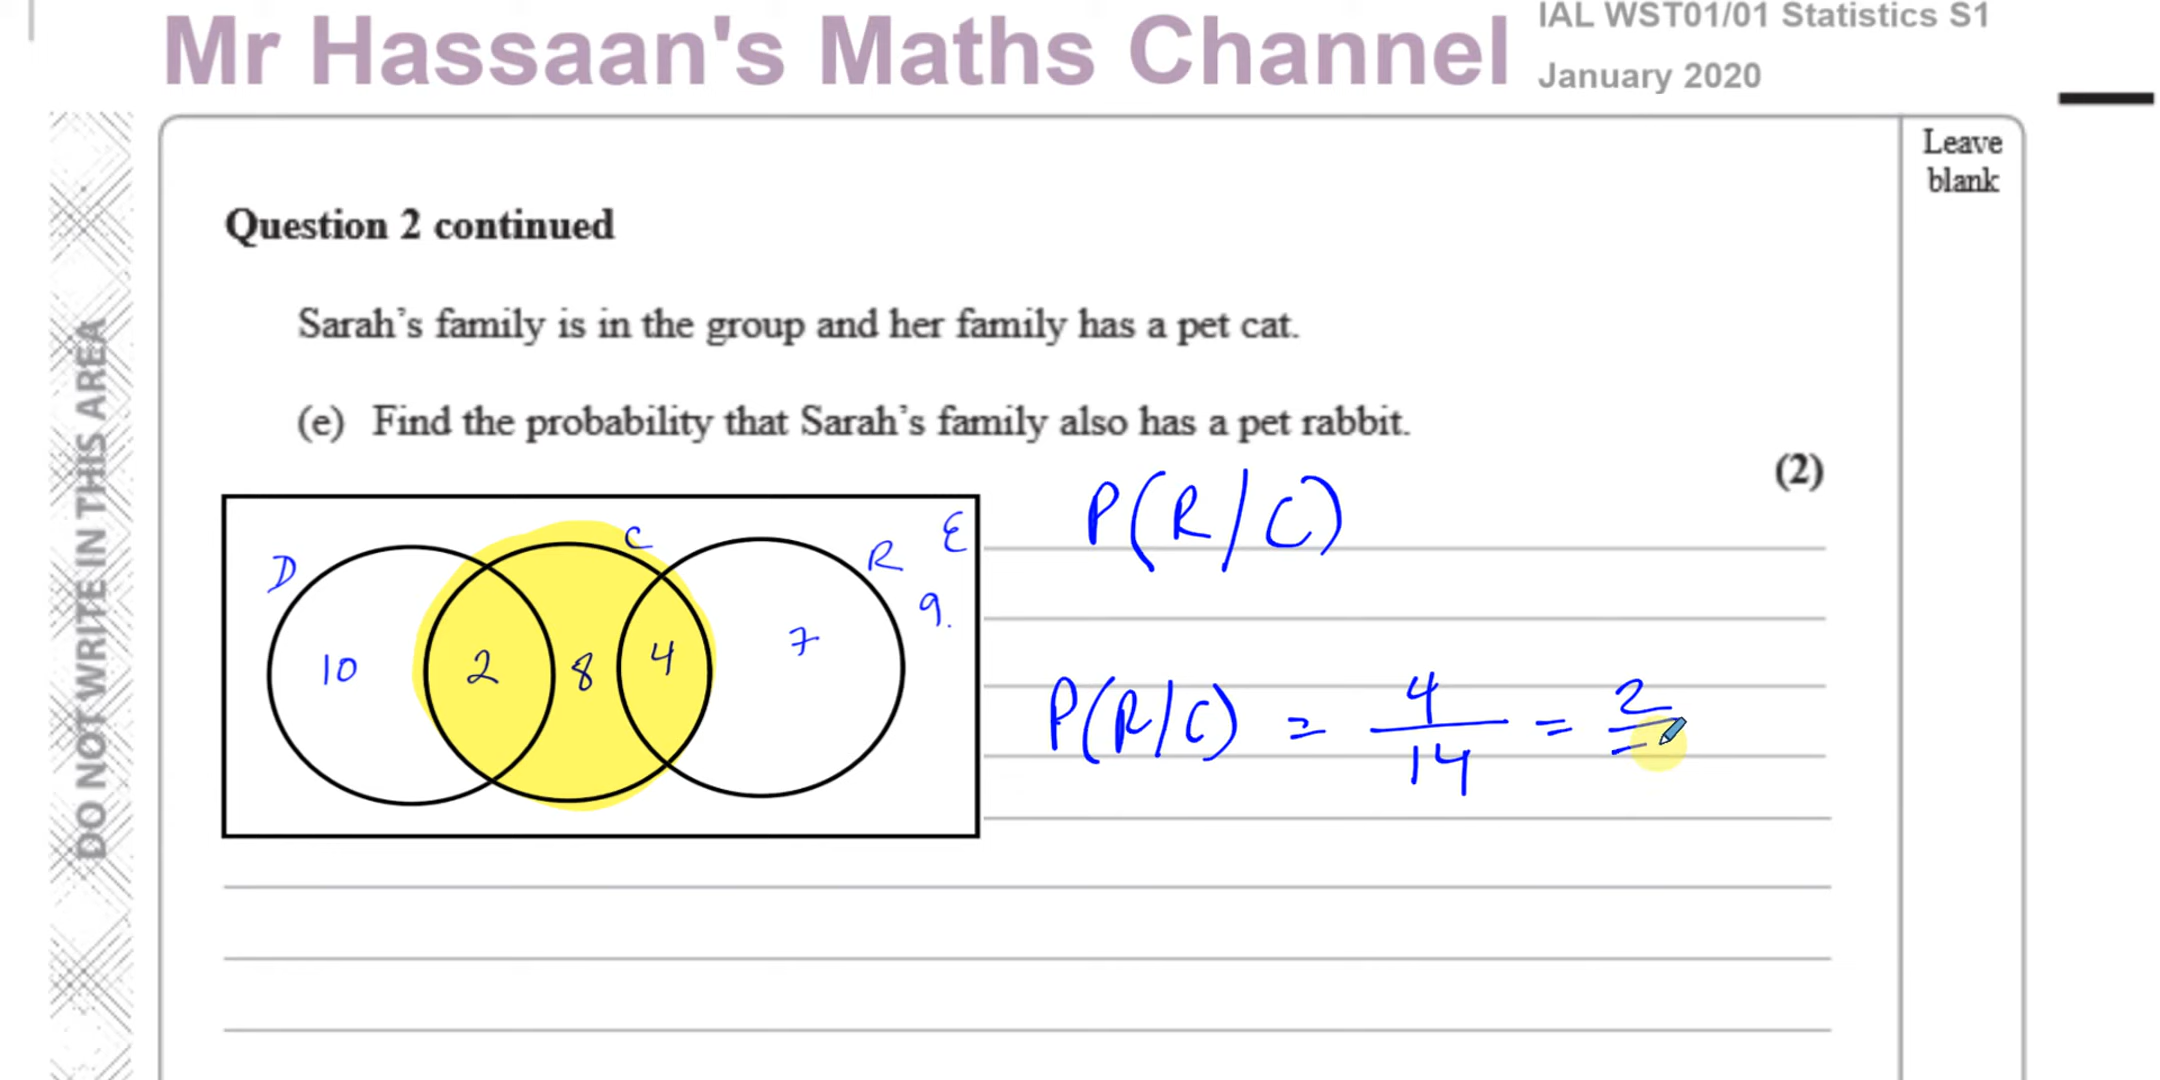 Mr Hassaan's Maths Channel
IAL WST01/01 Statistics S1
January 2020
Leave
blank
DO NOT WRITE IN THIS AREA
Question 2 continued
Sarah's family is in the group and her family has a pet cat.
(e) Find the probability that Sarah's family also has a pet rabbit.
(2)
P(R/C)
D C R ℰ
9.
10 2 8 4 7
P(R/C) = 4/14 = 2/